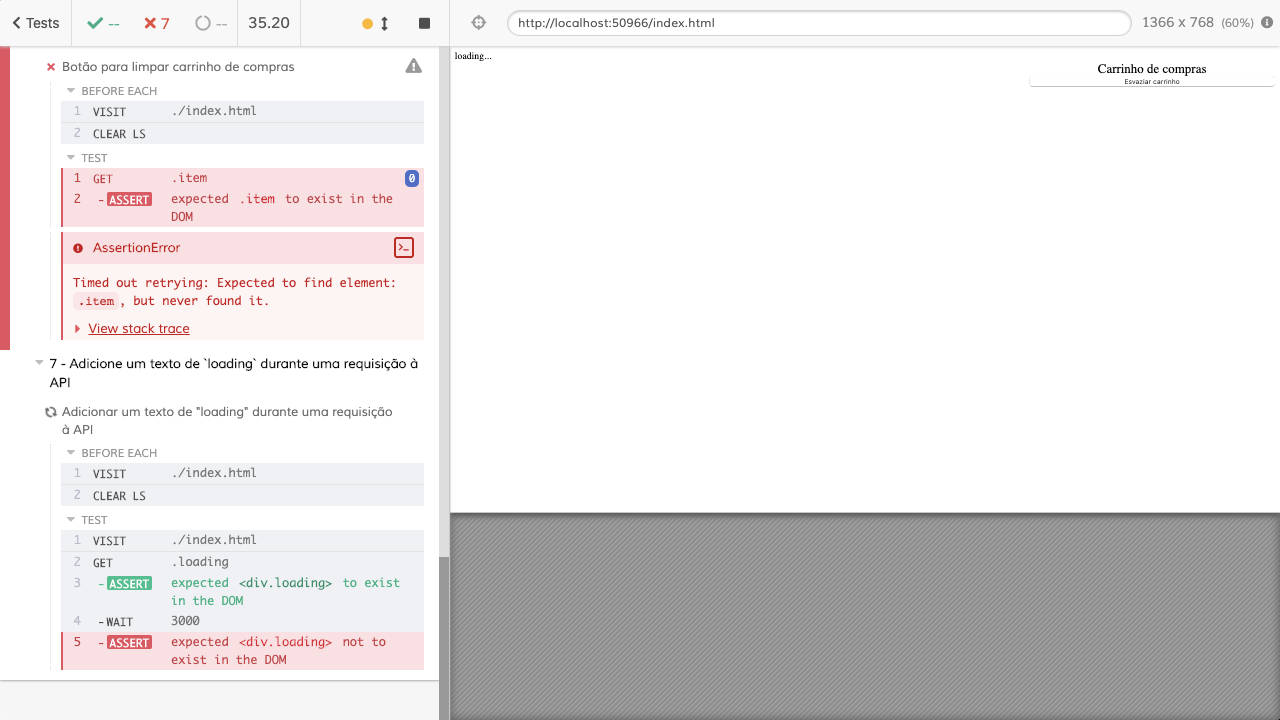 Tests
--
7
--
35.20
http://localhost:50966/index.html
1366 x 768 (60%)
Botão para limpar carrinho de compras
BEFORE EACH
1 VISIT ./index.html
2 CLEAR LS
TEST
1 GET .item 0
2 -ASSERT expected .item to exist in the
DOM
AssertionError
Timed out retrying: Expected to find element:
.item, but never found it.
View stack trace
7 - Adicione um texto de `loading` durante uma requisição à
API
Adicionar um texto de "loading" durante uma requisição
à API
BEFORE EACH
1 VISIT ./index.html
2 CLEAR LS
TEST
1 VISIT ./index.html
2 GET .loading
3 -ASSERT expected <div.loading> to exist
in the DOM
4 -WAIT 3000
5 -ASSERT expected <div.loading> not to
exist in the DOM
loading...
Carrinho de compras
Esvaziar carrinho